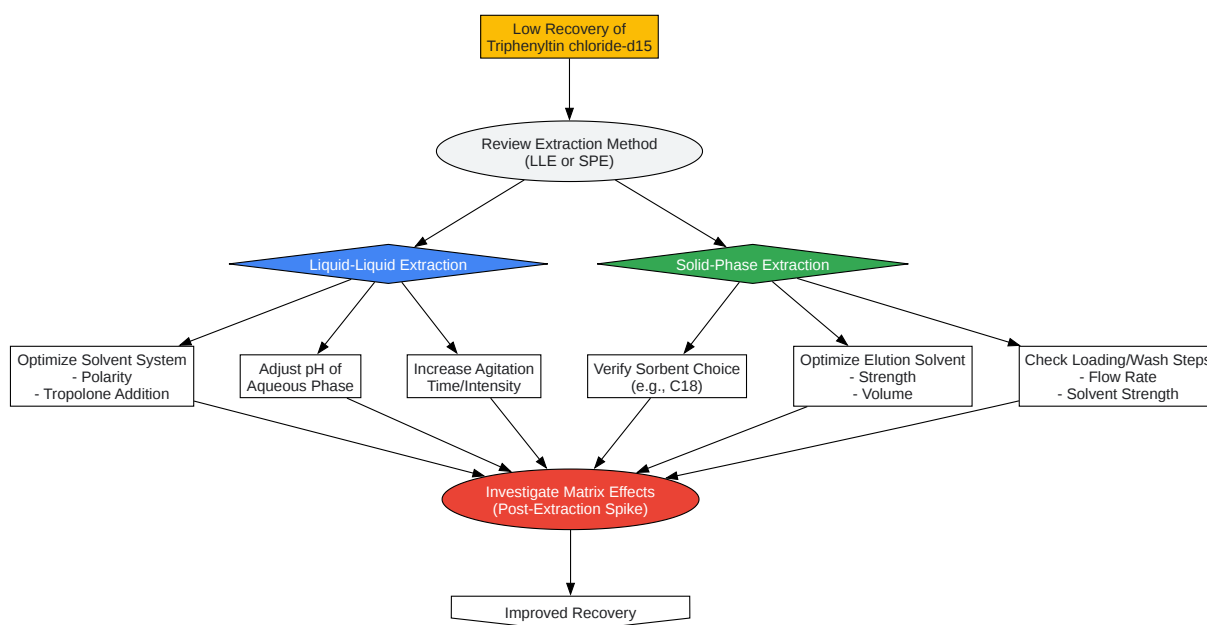 Low Recovery of
Triphenyltin chloride-d15
Review Extraction Method
(LLE or SPE)
Liquid-Liquid Extraction
Solid-Phase Extraction
Optimize Solvent System
- Polarity
- Tropolone Addition
Adjust pH of
Aqueous Phase
Increase Agitation
Time/Intensity
Verify Sorbent Choice
(e.g., C18)
Optimize Elution Solvent
- Strength
- Volume
Check Loading/Wash Steps
- Flow Rate
- Solvent Strength
Investigate Matrix Effects
(Post-Extraction Spike)
Improved Recovery